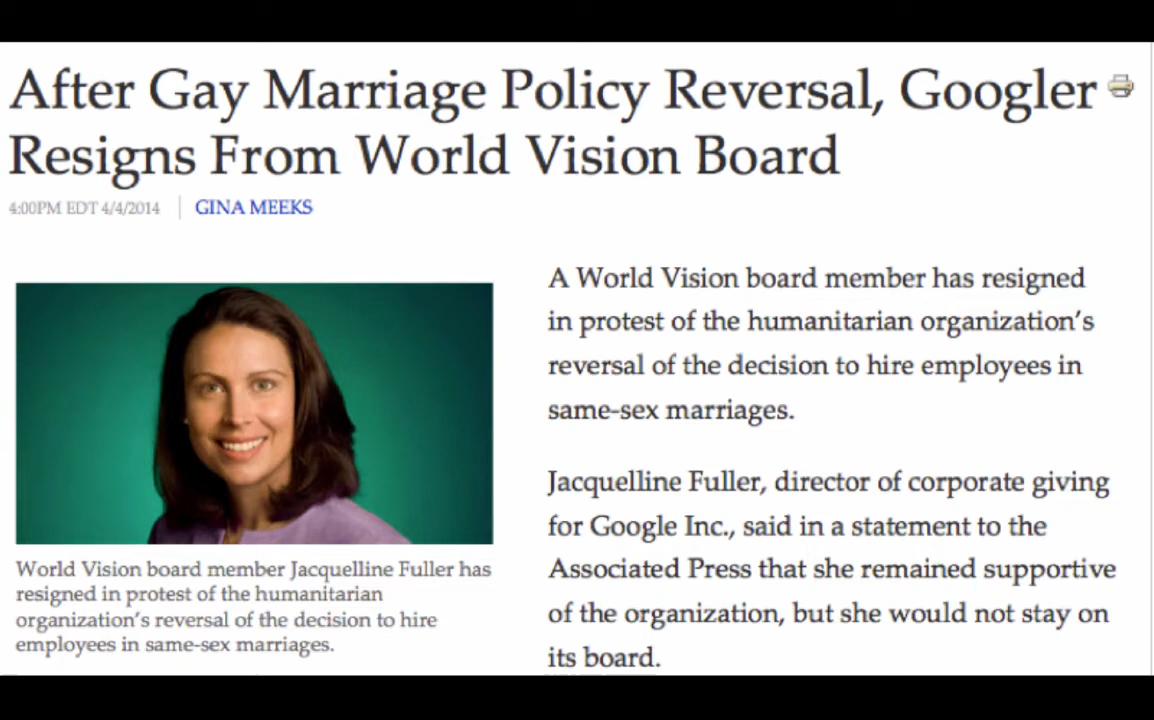 After Gay Marriage Policy Reversal, Googler
Resigns From World Vision Board
4:00PM EDT 4/4/2014
GINA MEEKS
World Vision board member Jacquelline Fuller has
resigned in protest of the humanitarian
organization's reversal of the decision to hire
employees in same-sex marriages.
A World Vision board member has resigned
in protest of the humanitarian organization's
reversal of the decision to hire employees in
same-sex marriages.
Jacquelline Fuller, director of corporate giving
for Google Inc., said in a statement to the
Associated Press that she remained supportive
of the organization, but she would not stay on
its board.